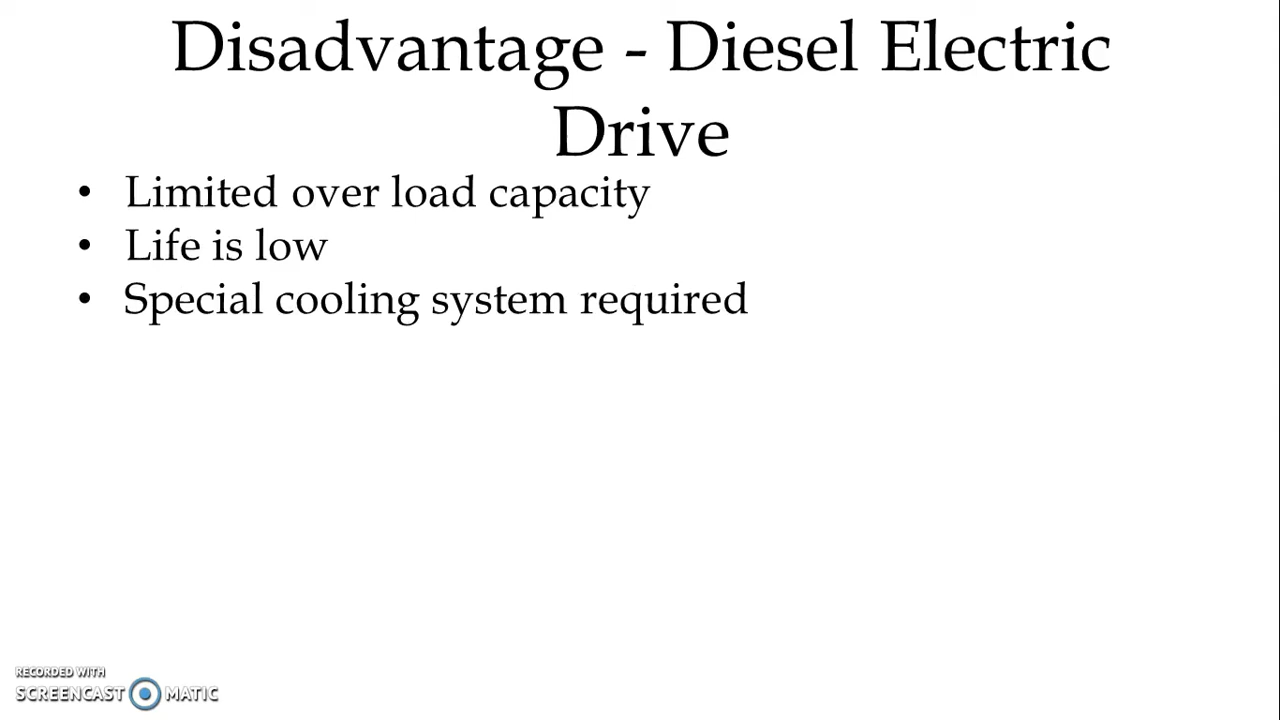 Disadvantage - Diesel Electric
Drive
• Limited over load capacity
• Life is low
• Special cooling system required
RECORDED WITH
SCREENCAST MATIC